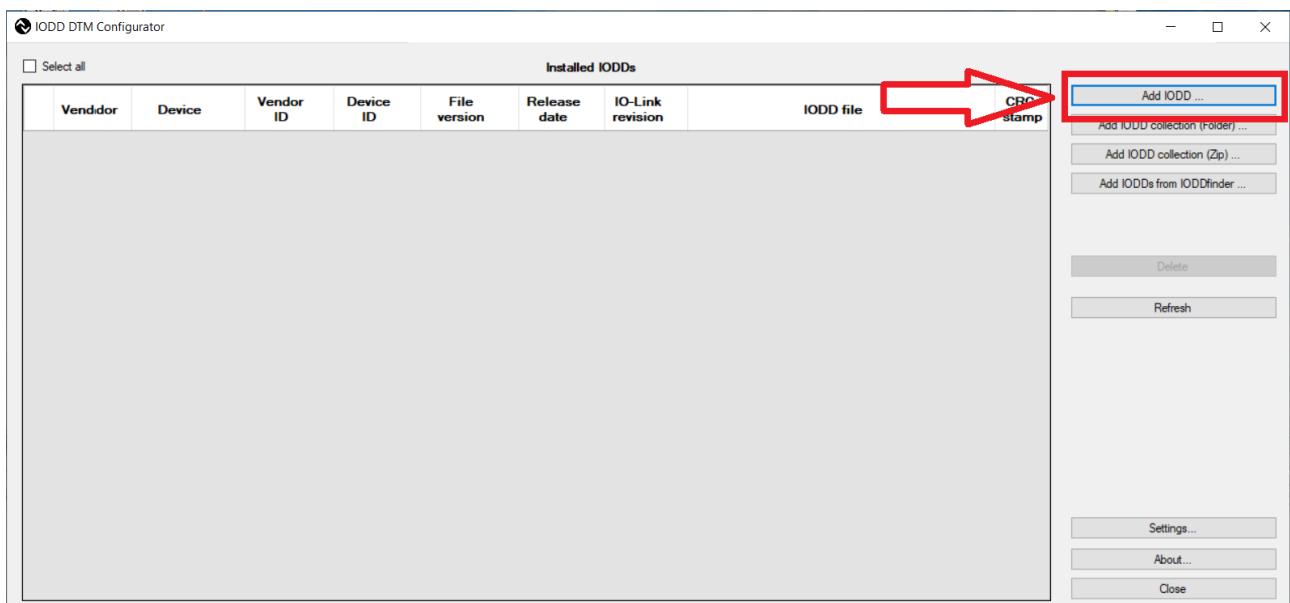 IODD DTM Configurator
Select all
Installed IODDs
Vendidor
Device
Vendor ID
Device ID
File version
Release date
IO-Link revision
IODD file
CRC stamp
Add IODD ...
Add IODD collection (Folder) ...
Add IODD collection (Zip) ...
Add IODDs from IODDfinder ...
Delete
Refresh
Settings...
About...
Close